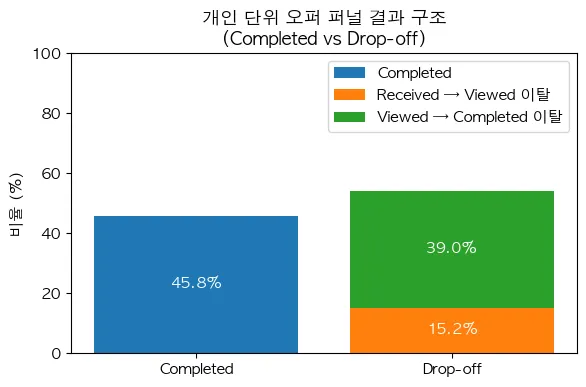 개인 단위 오퍼 퍼널 결과 구조
(Completed vs Drop-off)
비율 (%)
100
80
60
40
20
0
Completed
Received → Viewed 이탈
Viewed → Completed 이탈
45.8%
39.0%
15.2%
Completed
Drop-off